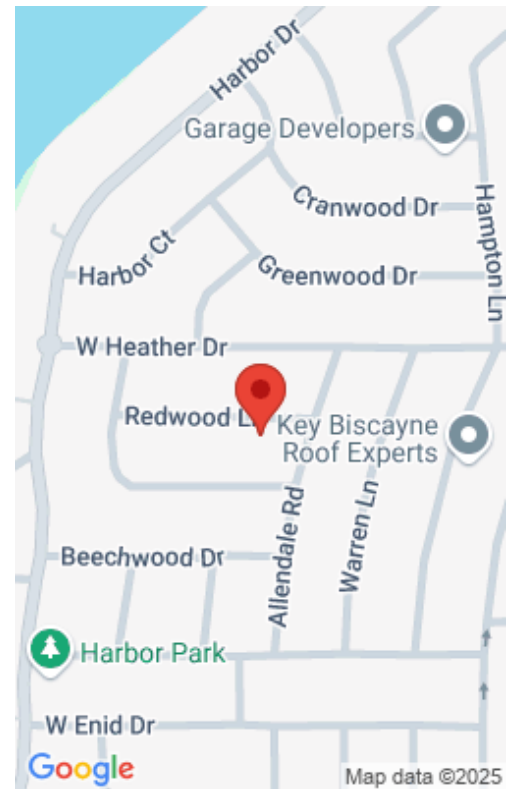 Harbor Dr
Garage Developers
Cranwood Dr
Hampton Ln
Harbor Ct
Greenwood Dr
W Heather Dr
Redwood
Key Biscayne
Roof Experts
Allendale Rd
Warren Ln
Beechwood Dr
Harbor Park
W Enid Dr
Google
Map data ©2025